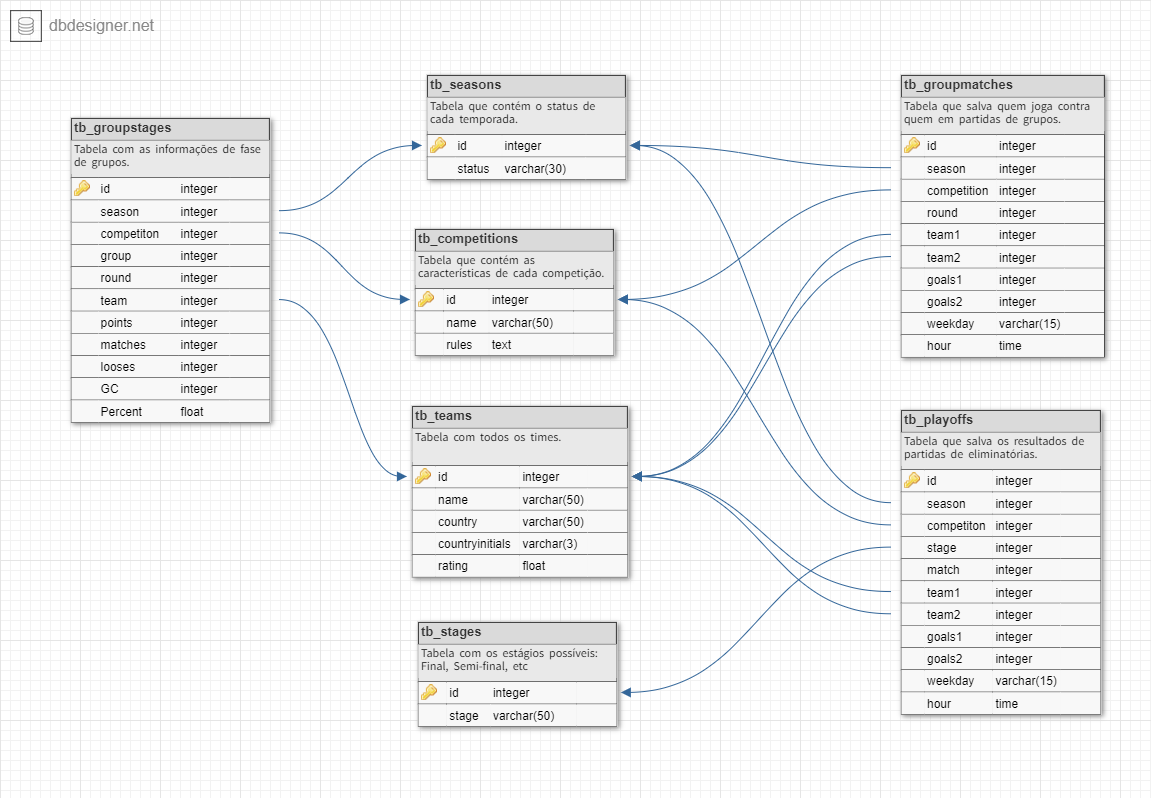 dbdesigner.net
tb_groupstages
Tabela com as informações de fase
de grupos.
id integer
season integer
competiton integer
group integer
round integer
team integer
points integer
matches integer
looses integer
GC integer
Percent float
tb_seasons
Tabela que contém o status de
cada temporada.
id integer
status varchar(30)
tb_competitions
Tabela que contém as
características de cada competição.
id integer
name varchar(50)
rules text
tb_teams
Tabela com todos os times.
id integer
name varchar(50)
country varchar(50)
countryinitials varchar(3)
rating float
tb_stages
Tabela com os estágios possíveis:
Final, Semi-final, etc
id integer
stage varchar(50)
tb_groupmatches
Tabela que salva quem joga contra
quem em partidas de grupos.
id integer
season integer
competition integer
round integer
team1 integer
team2 integer
goals1 integer
goals2 integer
weekday varchar(15)
hour time
tb_playoffs
Tabela que salva os resultados de
partidas de eliminatórias.
id integer
season integer
competiton integer
stage integer
match integer
team1 integer
team2 integer
goals1 integer
goals2 integer
weekday varchar(15)
hour time